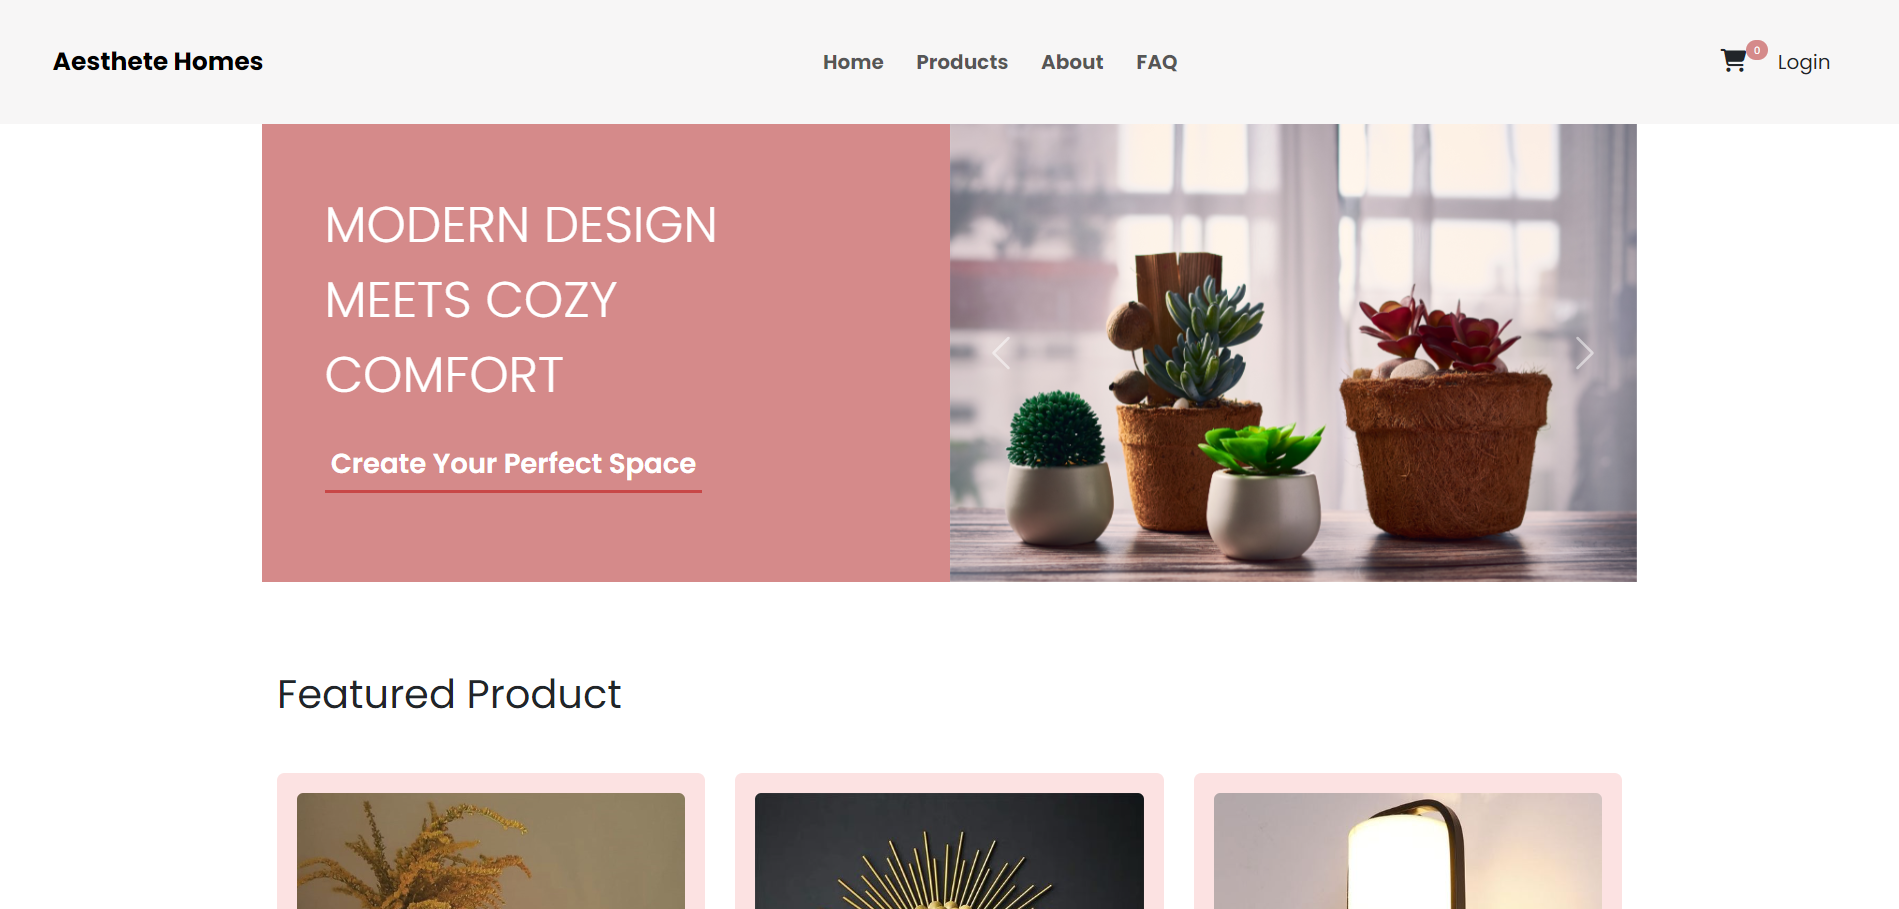 Aesthete Homes
Home Products About FAQ
0 Login
MODERN DESIGN
MEETS COZY
COMFORT
Create Your Perfect Space
Featured Product